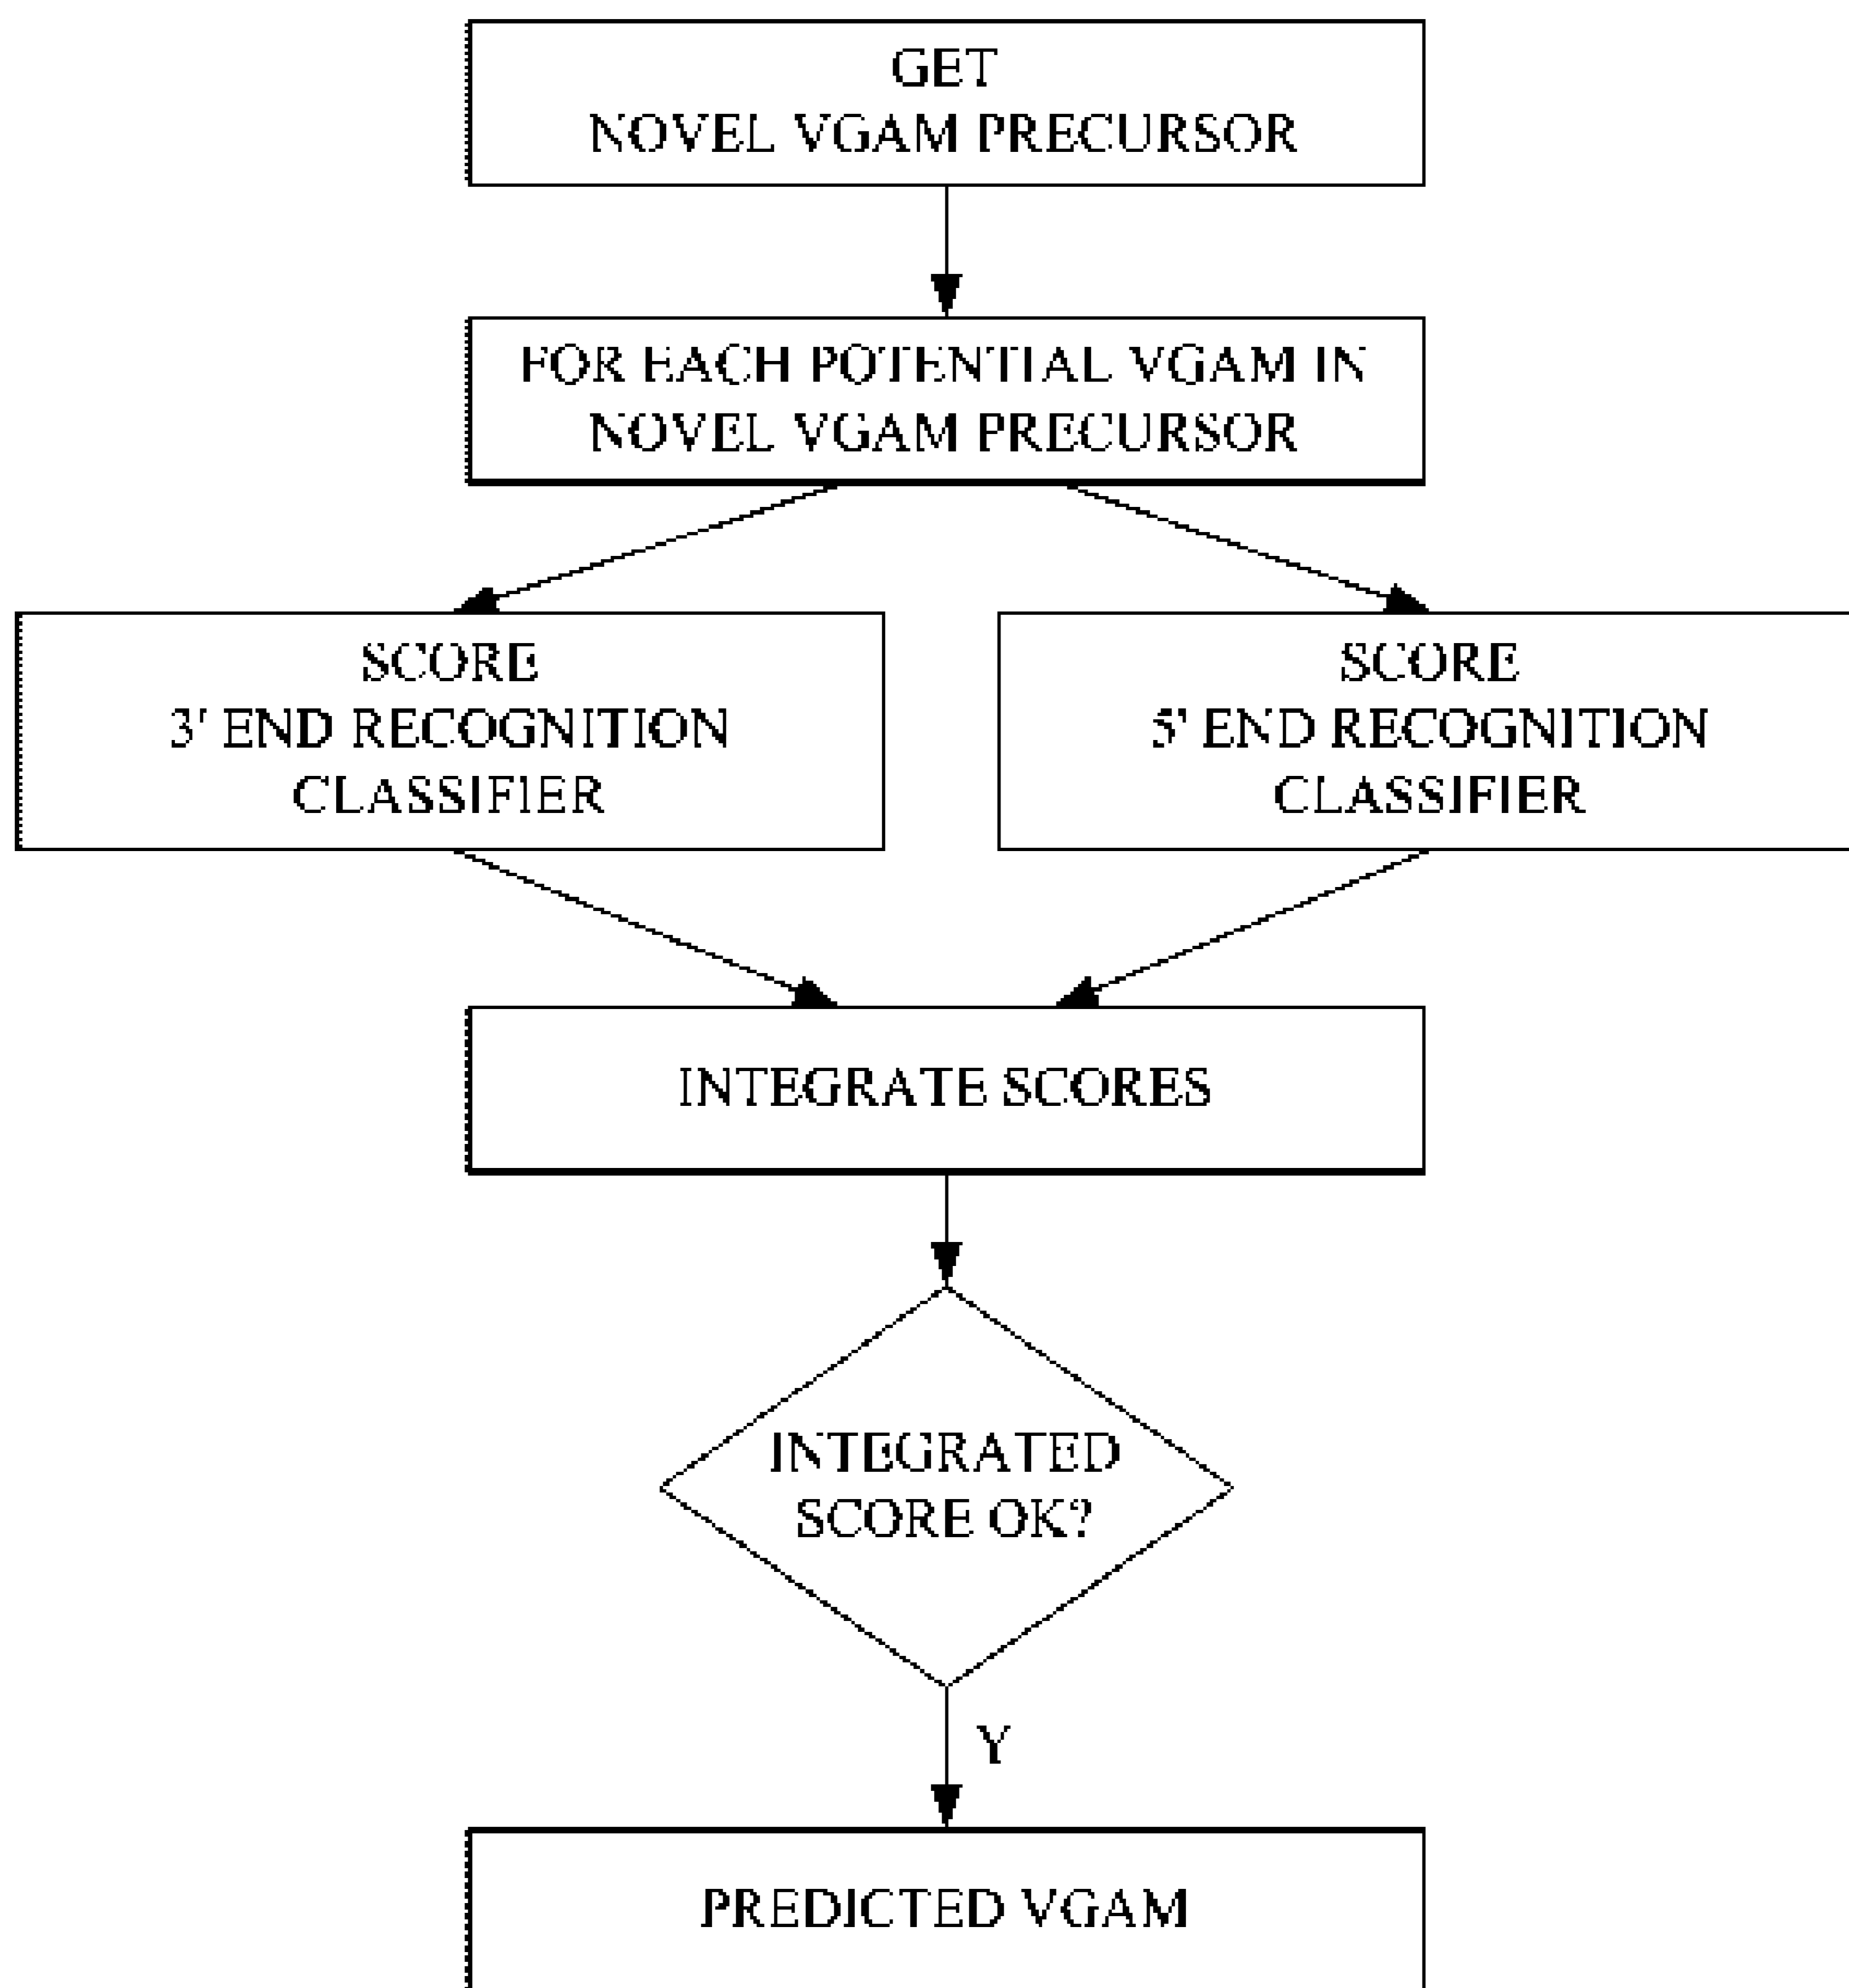 GET
NOVEL VGAM PRECURSOR
FOR EACH POTENTIAL VGAM IN
NOVEL VGAM PRECURSOR
SCORE
3' END RECOGNITION
CLASSIFIER
SCORE
5' END RECOGNITION
CLASSIFIER
INTEGRATE SCORES
INTEGRATED
SCORE OK?
Y
PREDICTED VGAM